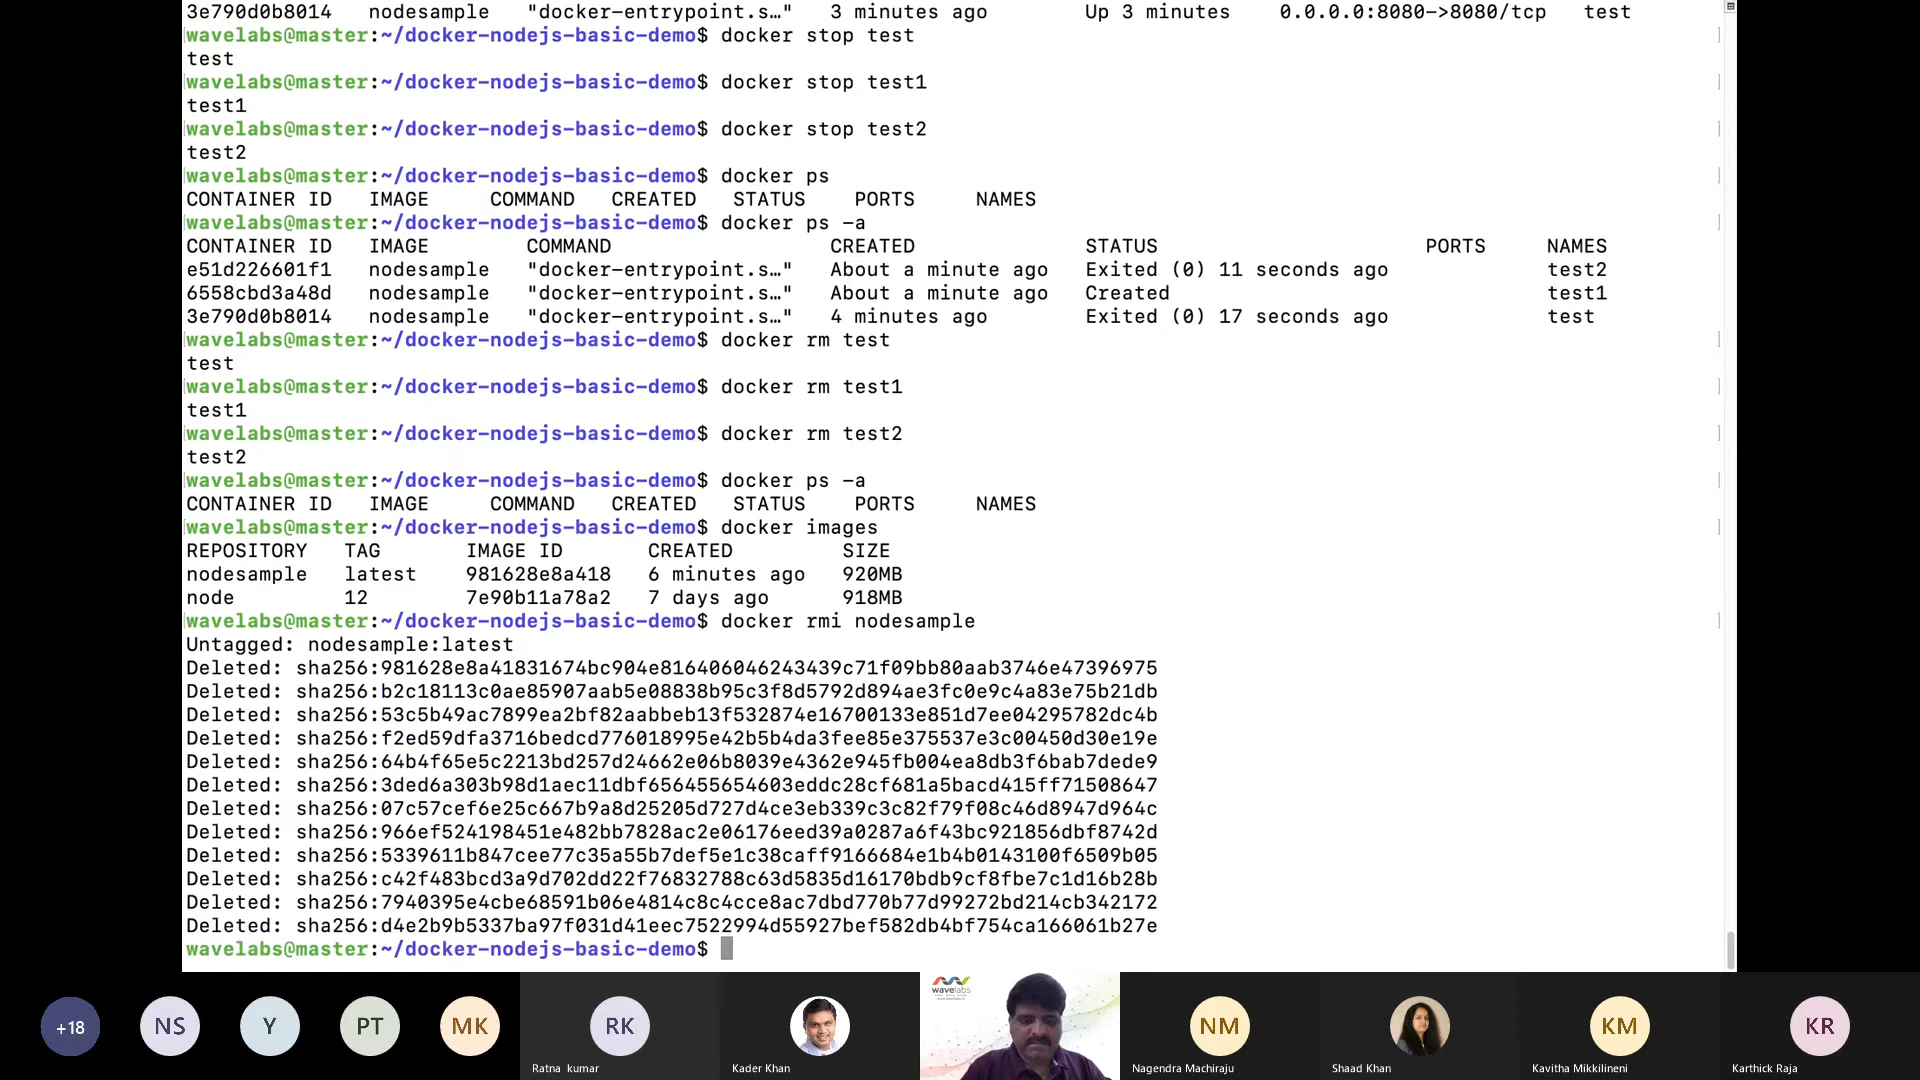 3e790d0b8014   nodesample   "docker-entrypoint.s…"   3 minutes ago        Up 3 minutes    0.0.0.0:8080->8080/tcp   test
wavelabs@master:~/docker-nodejs-basic-demo$ docker stop test
test
wavelabs@master:~/docker-nodejs-basic-demo$ docker stop test1
test1
wavelabs@master:~/docker-nodejs-basic-demo$ docker stop test2
test2
wavelabs@master:~/docker-nodejs-basic-demo$ docker ps
CONTAINER ID   IMAGE     COMMAND   CREATED   STATUS    PORTS     NAMES
wavelabs@master:~/docker-nodejs-basic-demo$ docker ps -a
CONTAINER ID   IMAGE        COMMAND                  CREATED              STATUS                      PORTS     NAMES
e51d226601f1   nodesample   "docker-entrypoint.s…"   About a minute ago   Exited (0) 11 seconds ago             test2
6558cbd3a48d   nodesample   "docker-entrypoint.s…"   About a minute ago   Created                               test1
3e790d0b8014   nodesample   "docker-entrypoint.s…"   4 minutes ago        Exited (0) 17 seconds ago             test
wavelabs@master:~/docker-nodejs-basic-demo$ docker rm test
test
wavelabs@master:~/docker-nodejs-basic-demo$ docker rm test1
test1
wavelabs@master:~/docker-nodejs-basic-demo$ docker rm test2
test2
wavelabs@master:~/docker-nodejs-basic-demo$ docker ps -a
CONTAINER ID   IMAGE     COMMAND   CREATED   STATUS    PORTS     NAMES
wavelabs@master:~/docker-nodejs-basic-demo$ docker images
REPOSITORY   TAG       IMAGE ID       CREATED         SIZE
nodesample   latest    981628e8a418   6 minutes ago   920MB
node         12        7e90b11a78a2   7 days ago      918MB
wavelabs@master:~/docker-nodejs-basic-demo$ docker rmi nodesample
Untagged: nodesample:latest
Deleted: sha256:981628e8a41831674bc904e816406046243439c71f09bb80aab3746e47396975
Deleted: sha256:b2c18113c0ae85907aab5e08838b95c3f8d5792d894ae3fc0e9c4a83e75b21db
Deleted: sha256:53c5b49ac7899ea2bf82aabbeb13f532874e16700133e851d7ee04295782dc4b
Deleted: sha256:f2ed59dfa3716bedcd776018995e42b5b4da3fee85e375537e3c00450d30e19e
Deleted: sha256:64b4f65e5c2213bd257d24662e06b8039e4362e945fb004ea8db3f6bab7dede9
Deleted: sha256:3ded6a303b98d1aec11dbf656455654603eddc28cf681a5bacd415ff71508647
Deleted: sha256:07c57cef6e25c667b9a8d25205d727d4ce3eb339c3c82f79f08c46d8947d964c
Deleted: sha256:966ef524198451e482bb7828ac2e06176eed39a0287a6f43bc921856dbf8742d
Deleted: sha256:5339611b847cee77c35a55b7def5e1c38caff9166684e1b4b0143100f6509b05
Deleted: sha256:c42f483bcd3a9d702dd22f76832788c63d5835d16170bdb9cf8fbe7c1d16b28b
Deleted: sha256:7940395e4cbe68591b06e4814c8c4cce8ac7dbd770b77d99272bd214cb342172
Deleted: sha256:d4e2b9b5337ba97f031d41eec7522994d55927bef582db4bf754ca166061b27e
wavelabs@master:~/docker-nodejs-basic-demo$
wavelabs
+18 NS Y PT MK RK NM KM KR
Ratna kumar Kader Khan Nagendra Machiraju Shaad Khan Kavitha Mikkilineni Karthick Raja